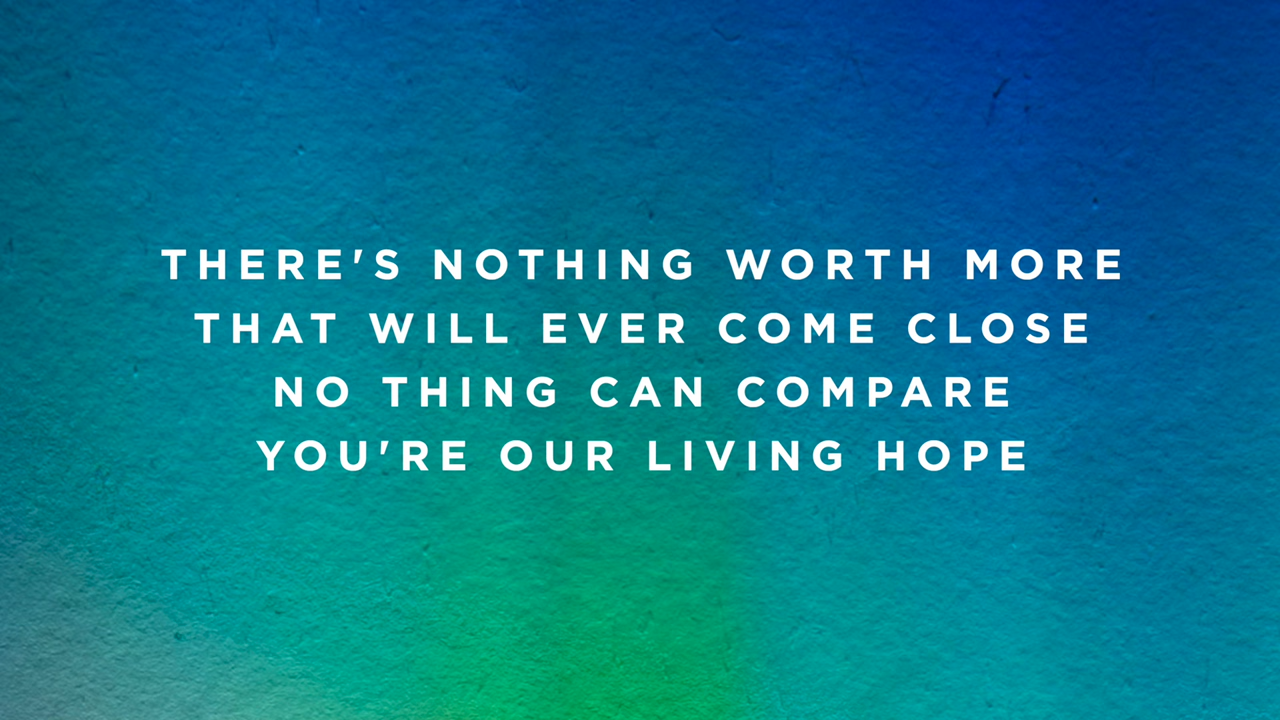 THERE'S NOTHING WORTH MORE
THAT WILL EVER COME CLOSE
NO THING CAN COMPARE
YOU'RE OUR LIVING HOPE